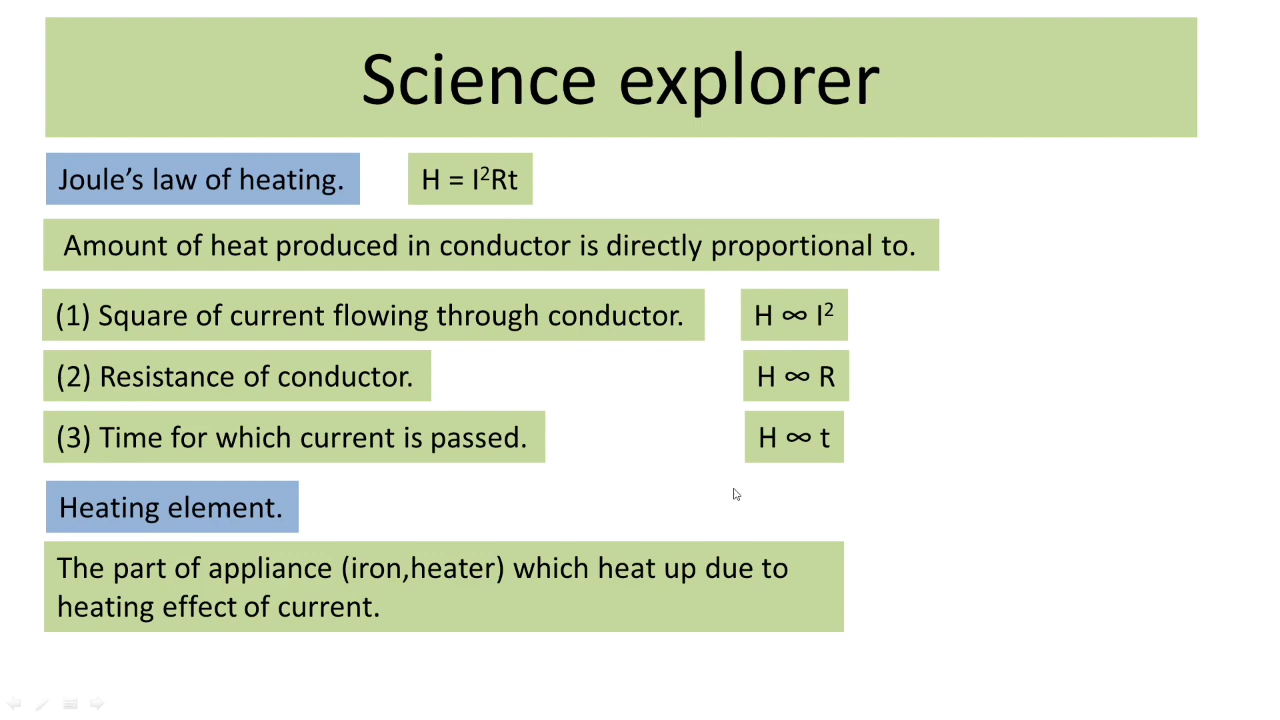 Science explorer
Joule’s law of heating.
H = I²Rt
Amount of heat produced in conductor is directly proportional to.
(1) Square of current flowing through conductor.
H ∞ I²
(2) Resistance of conductor.
H ∞ R
(3) Time for which current is passed.
H ∞ t
Heating element.
The part of appliance (iron,heater) which heat up due to
heating effect of current.